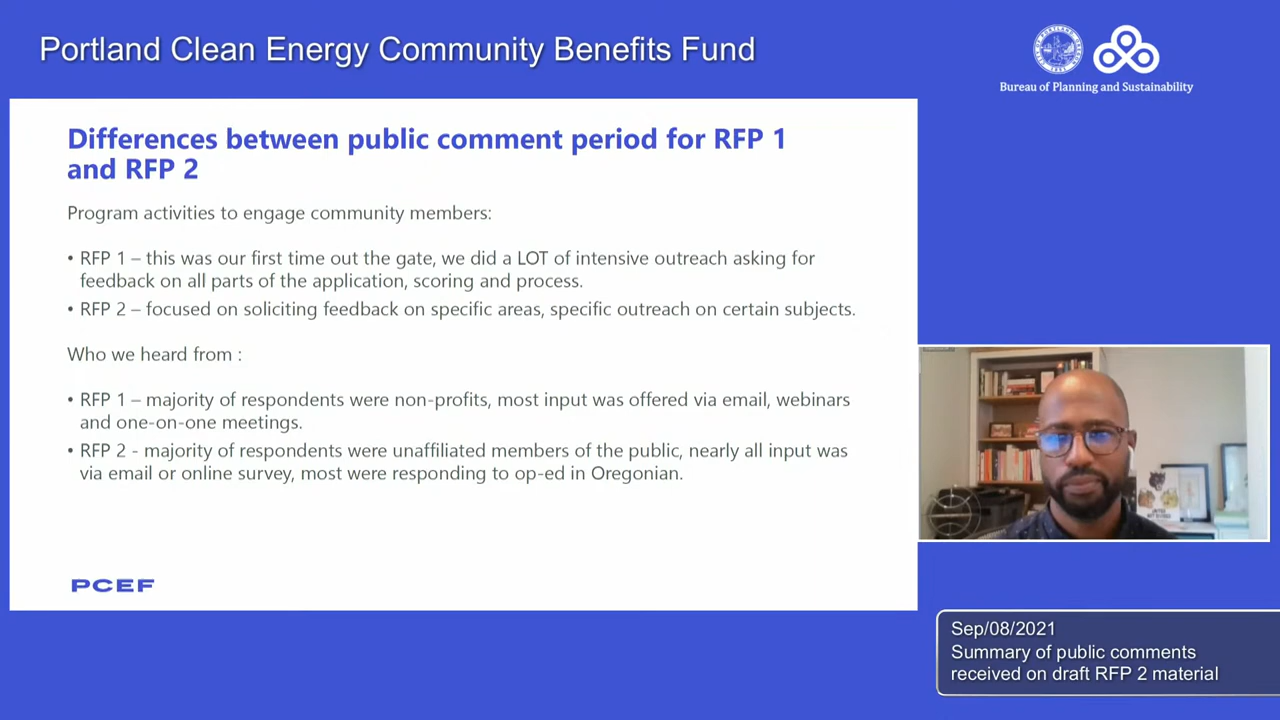 Portland Clean Energy Community Benefits Fund
Bureau of Planning and Sustainability
Differences between public comment period for RFP 1
and RFP 2
Program activities to engage community members:
• RFP 1 – this was our first time out the gate, we did a LOT of intensive outreach asking for
feedback on all parts of the application, scoring and process.
• RFP 2 – focused on soliciting feedback on specific areas, specific outreach on certain subjects.
Who we heard from :
• RFP 1 – majority of respondents were non-profits, most input was offered via email, webinars
and one-on-one meetings.
• RFP 2 - majority of respondents were unaffiliated members of the public, nearly all input was
via email or online survey, most were responding to op-ed in Oregonian.
PCEF
Sep/08/2021
Summary of public comments
received on draft RFP 2 material